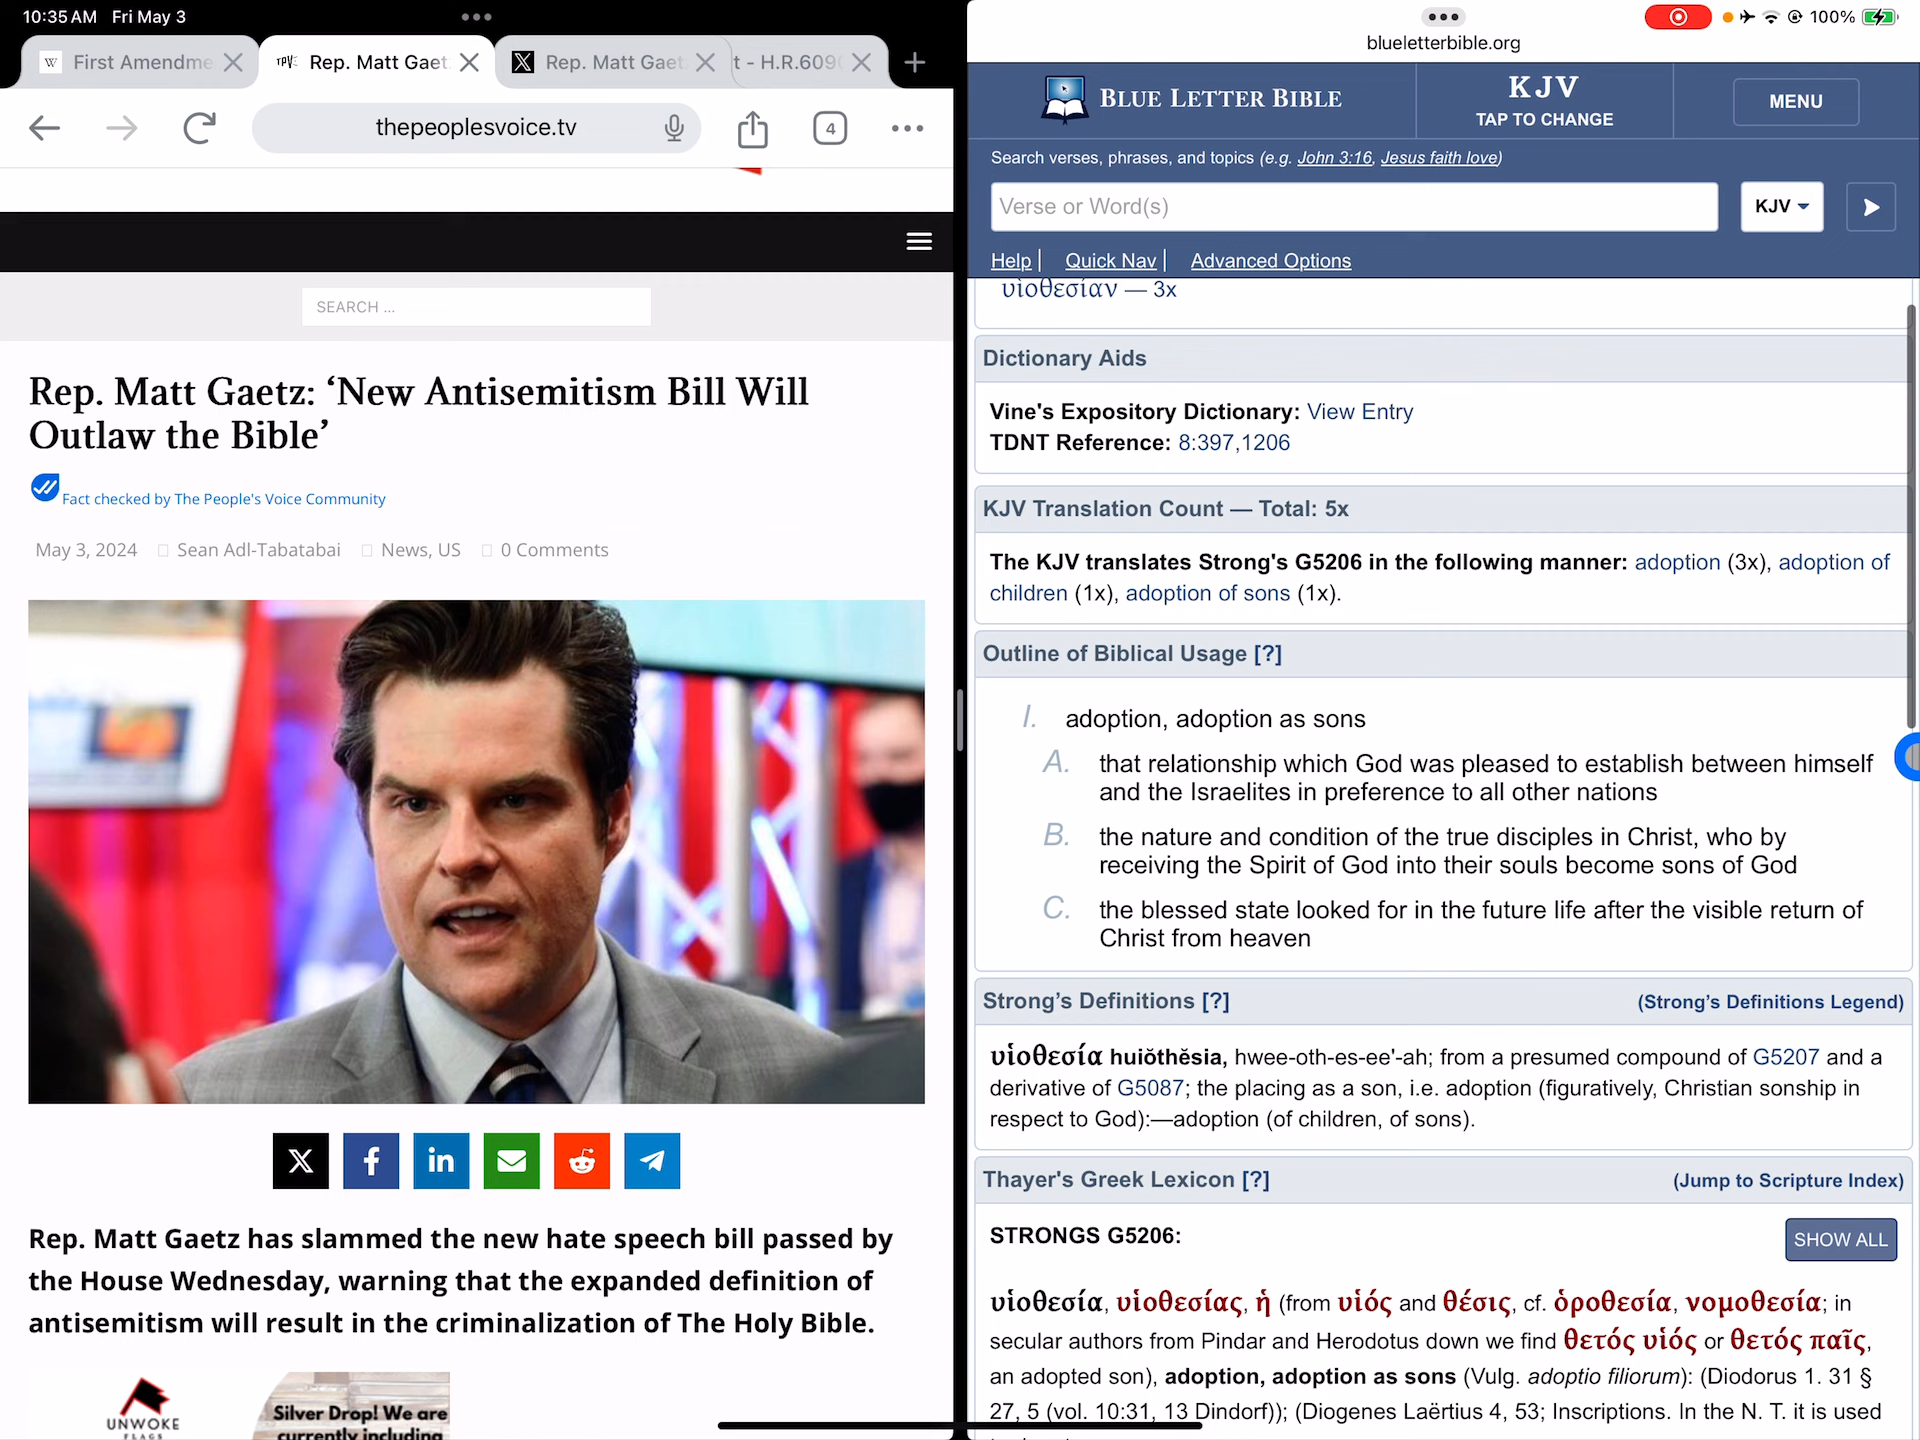 10:35 AM Fri May 3
First Amendme
Rep. Matt Gaet
Rep. Matt Gaet
t - H.R.609
thepeoplesvoice.tv
4
SEARCH ...
Rep. Matt Gaetz: ‘New Antisemitism Bill Will
Outlaw the Bible’
Fact checked by The People's Voice Community
May 3, 2024 Sean Adl-Tabatabai News, US 0 Comments
Rep. Matt Gaetz has slammed the new hate speech bill passed by
the House Wednesday, warning that the expanded definition of
antisemitism will result in the criminalization of The Holy Bible.
UNWOKE
FLAGS
Silver Drop! We are
currently including
100%
blueletterbible.org
BLUE LETTER BIBLE
KJV
TAP TO CHANGE
MENU
Search verses, phrases, and topics (e.g. John 3:16, Jesus faith love)
Verse or Word(s)
KJV
Help | Quick Nav | Advanced Options
υἱοθεσίαν — 3x
Dictionary Aids
Vine's Expository Dictionary: View Entry
TDNT Reference: 8:397,1206
KJV Translation Count — Total: 5x
The KJV translates Strong's G5206 in the following manner: adoption (3x), adoption of
children (1x), adoption of sons (1x).
Outline of Biblical Usage [?]
I. adoption, adoption as sons
A. that relationship which God was pleased to establish between himself
and the Israelites in preference to all other nations
B. the nature and condition of the true disciples in Christ, who by
receiving the Spirit of God into their souls become sons of God
C. the blessed state looked for in the future life after the visible return of
Christ from heaven
Strong’s Definitions [?] (Strong’s Definitions Legend)
υἱοθεσία huiŏthĕsia, hwee-oth-es-ee'-ah; from a presumed compound of G5207 and a
derivative of G5087; the placing as a son, i.e. adoption (figuratively, Christian sonship in
respect to God):—adoption (of children, of sons).
Thayer's Greek Lexicon [?] (Jump to Scripture Index)
STRONGS G5206:
SHOW ALL
υἱοθεσία, υἱοθεσίας, ἡ (from υἱός and θέσις, cf. ὁροθεσία, νομοθεσία; in
secular authors from Pindar and Herodotus down we find θετός υἱός or θετός παῖς,
an adopted son), adoption, adoption as sons (Vulg. adoptio filiorum): (Diodorus 1. 31 §
27, 5 (vol. 10:31, 13 Dindorf)); (Diogenes Laërtius 4, 53; Inscriptions. In the N. T. it is used